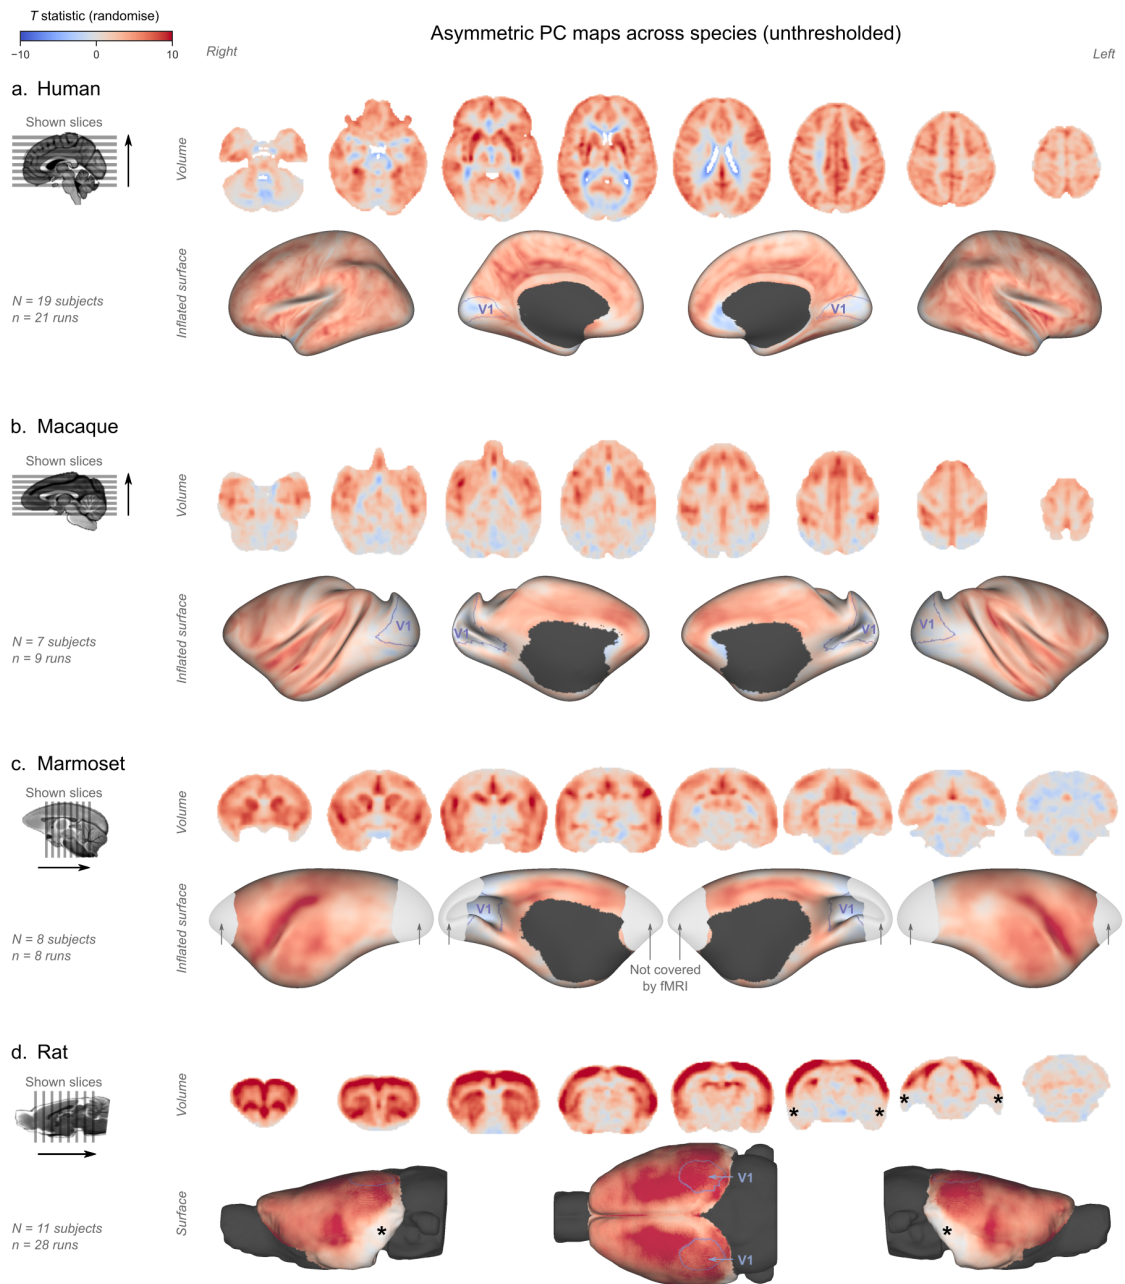 T statistic (randomise)
−10 0 10
Asymmetric PC maps across species (unthresholded)
Right
Left
a. Human
Shown slices
Volume
Inflated surface
N = 19 subjects
n = 21 runs
V1
V1
b. Macaque
Shown slices
Volume
Inflated surface
N = 7 subjects
n = 9 runs
V1
V1
V1
V1
c. Marmoset
Shown slices
Volume
Inflated surface
N = 8 subjects
n = 8 runs
V1
V1
Not covered
by fMRI
d. Rat
Shown slices
Volume
* *
* *
Surface
N = 11 subjects
n = 28 runs
*
V1
V1
*